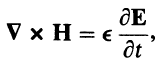 ∇ × H = ϵ ∂E/∂t,